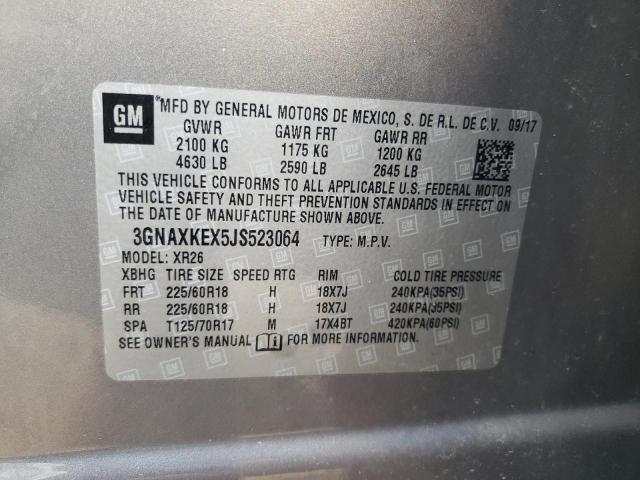 GM
MFD BY GENERAL MOTORS DE MEXICO, S. DE R.L. DE C.V. 09/17
GVWR GAWR FRT GAWR RR
2100 KG 1175 KG 1200 KG
4630 LB 2590 LB 2645 LB
THIS VEHICLE CONFORMS TO ALL APPLICABLE U.S. FEDERAL MOTOR
VEHICLE SAFETY AND THEFT PREVENTION STANDARDS IN EFFECT ON
THE DATE OF MANUFACTURE SHOWN ABOVE.
3GNAXKEX5JS523064 TYPE: M.P.V.
MODEL: XR26
XBHG TIRE SIZE SPEED RTG RIM COLD TIRE PRESSURE
FRT 225/60R18 H 18X7J 240KPA(35PSI)
RR 225/60R18 H 18X7J 240KPA(35PSI)
SPA T125/70R17 M 17X4BT 420KPA(60PSI)
SEE OWNER'S MANUAL FOR MORE INFORMATION.